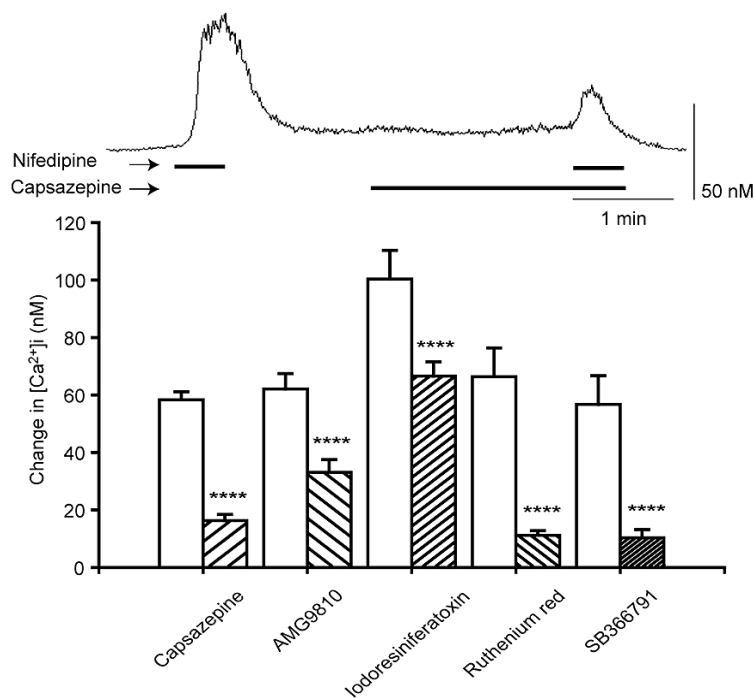 Nifedipine →
Capsazepine →
50 nM
1 min
Change in [Ca²⁺]i (nM)
120
100
80
60
40
20
0
****
****
****
****
****
Capsazepine
AMG9810
Iodoresiniferatoxin
Ruthenium red
SB366791